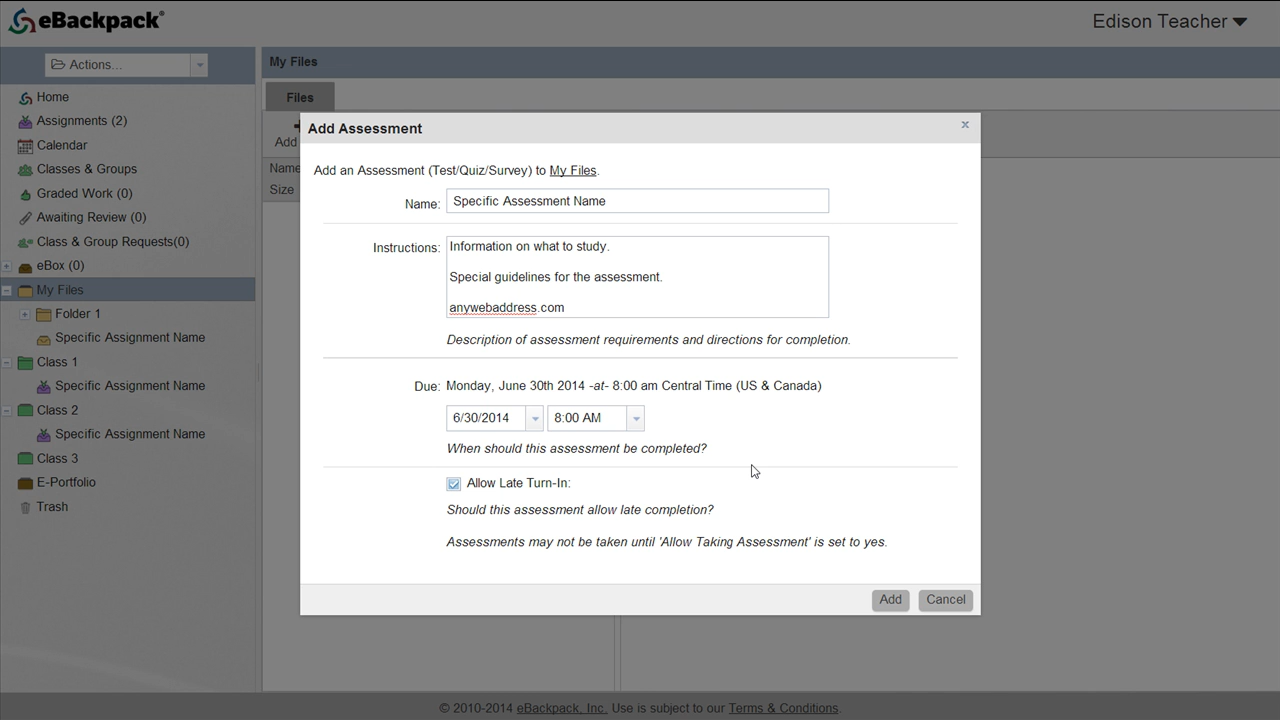 eBackpack®
Edison Teacher
Actions...
Home
Assignments (2)
Calendar
Classes & Groups
Graded Work (0)
Awaiting Review (0)
Class & Group Requests(0)
eBox (0)
My Files
Folder 1
Specific Assignment Name
Class 1
Specific Assignment Name
Class 2
Specific Assignment Name
Class 3
E-Portfolio
Trash
My Files
Files
Add
Name
Size
Add Assessment
x
Add an Assessment (Test/Quiz/Survey) to My Files.
Name: Specific Assessment Name
Instructions: Information on what to study.
Special guidelines for the assessment.
anywebaddress.com
Description of assessment requirements and directions for completion.
Due: Monday, June 30th 2014 -at- 8:00 am Central Time (US & Canada)
6/30/2014 8:00 AM
When should this assessment be completed?
Allow Late Turn-In:
Should this assessment allow late completion?
Assessments may not be taken until 'Allow Taking Assessment' is set to yes.
Add Cancel
© 2010-2014 eBackpack, Inc. Use is subject to our Terms & Conditions.